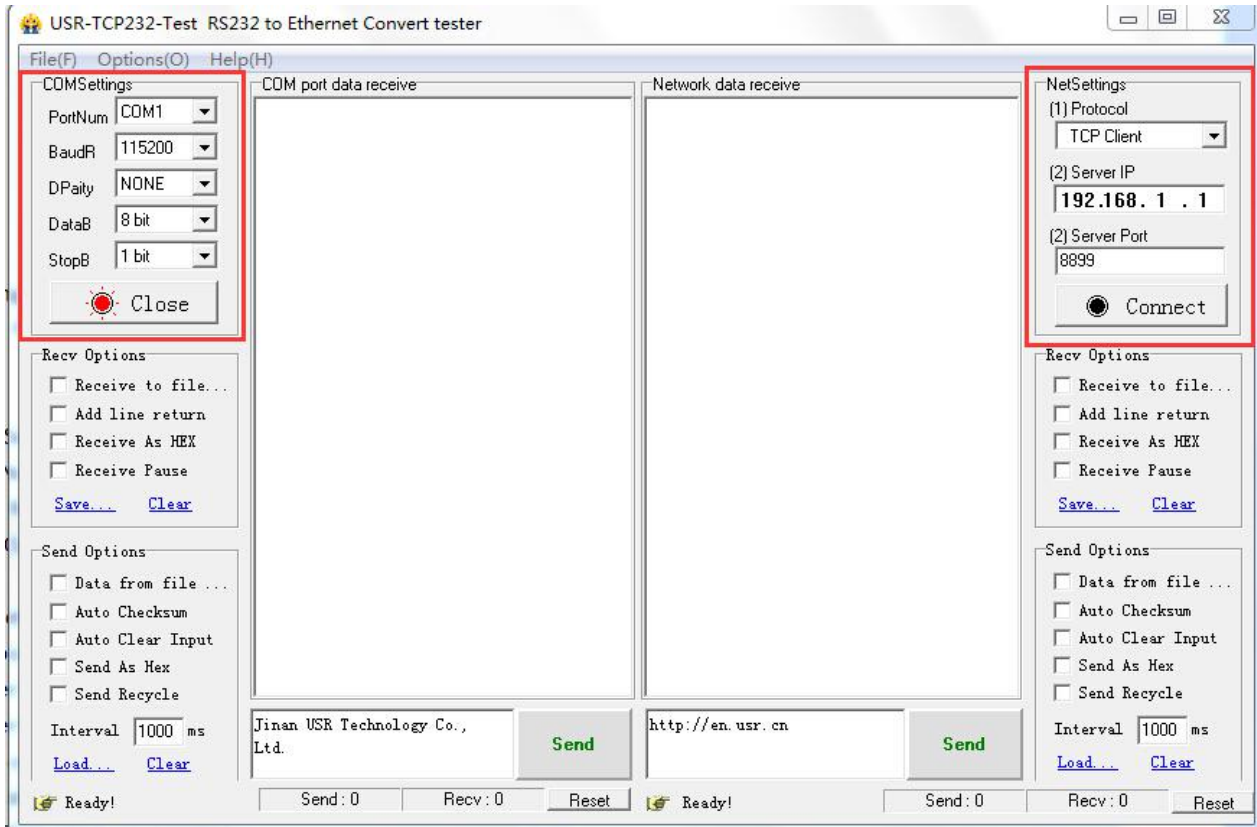 USR-TCP232-Test RS232 to Ethernet Convert tester
File(F) Options(O) Help(H)
COMSettings
PortNum COM1
BaudR 115200
DPaity NONE
DataB 8 bit
StopB 1 bit
Close
Recv Options
Receive to file...
Add line return
Receive As HEX
Receive Pause
Save... Clear
Send Options
Data from file ...
Auto Checksum
Auto Clear Input
Send As Hex
Send Recycle
Interval 1000 ms
Load... Clear
COM port data receive
Jinan USR Technology Co.,
Ltd.
Send
Network data receive
http://en.usr.cn
Send
NetSettings
(1) Protocol
TCP Client
(2) Server IP
192.168. 1 . 1
(2) Server Port
8899
Connect
Recv Options
Receive to file...
Add line return
Receive As HEX
Receive Pause
Save... Clear
Send Options
Data from file ...
Auto Checksum
Auto Clear Input
Send As Hex
Send Recycle
Interval 1000 ms
Load... Clear
Ready! Send : 0 Recv : 0 Reset
Ready! Send : 0 Recv : 0 Reset